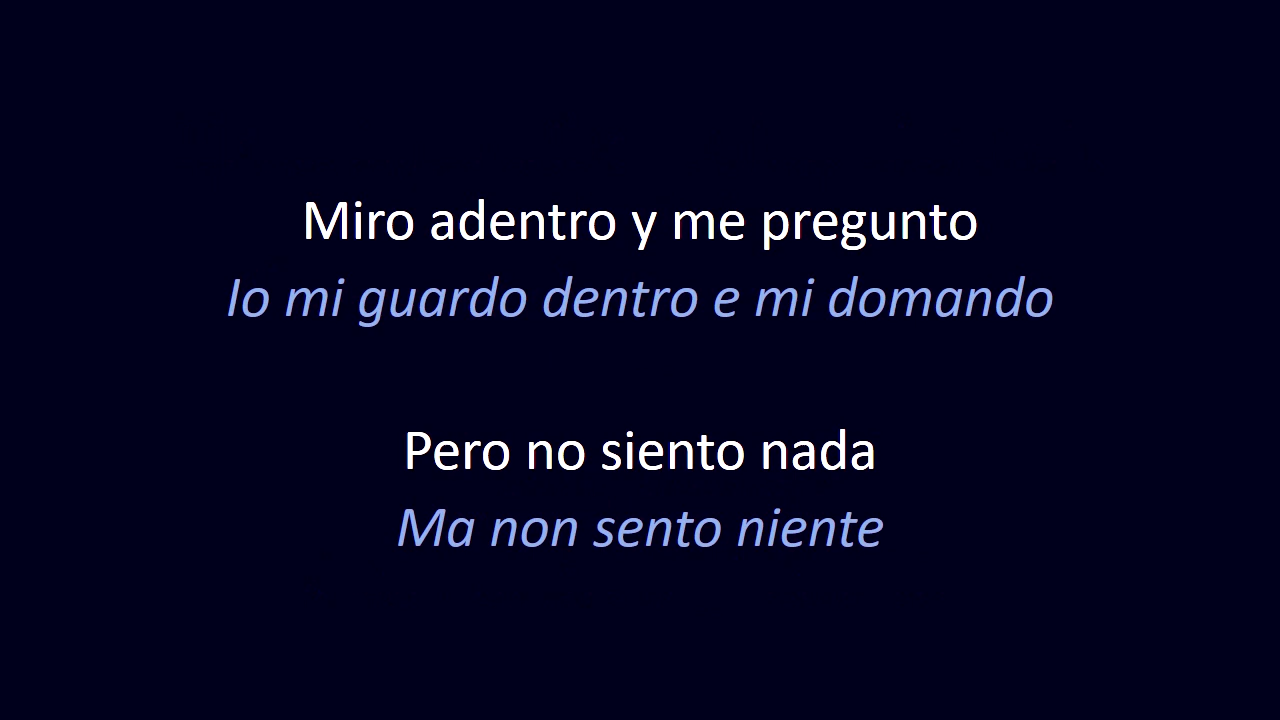 Miro adentro y me pregunto
Io mi guardo dentro e mi domando
Pero no siento nada
Ma non sento niente